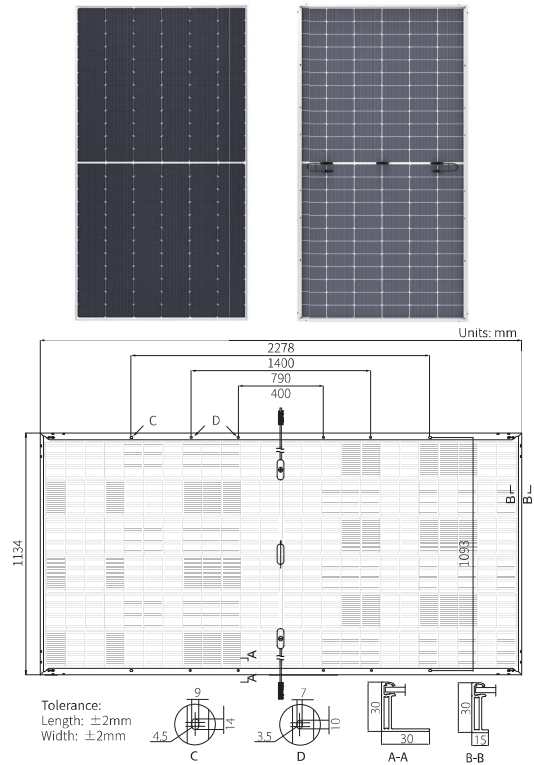 Units: mm
2278
1400
790
400
C
D
B
B
1134
1093
A
A
Tolerance:
Length: ±2mm
Width: ±2mm
9
14
4.5
C
7
10
3.5
D
30
30
A-A
30
15
B-B